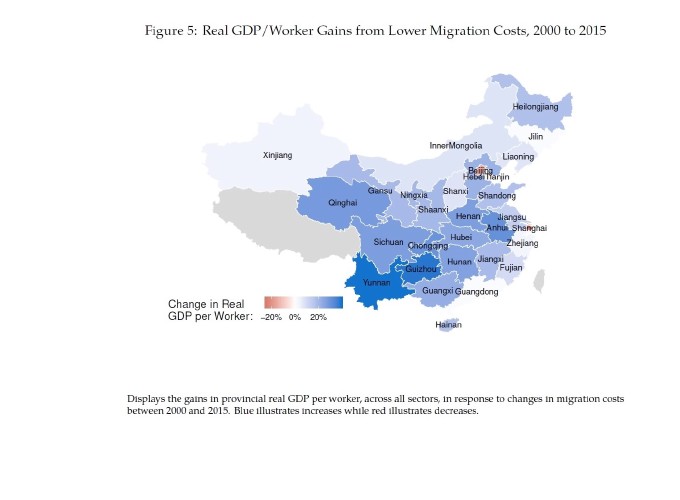 Figure 5: Real GDP/Worker Gains from Lower Migration Costs, 2000 to 2015
Heilongjiang
Jilin
InnerMongolia
Liaoning
Xinjiang
Beijing
Hebei Tianjin
Gansu
Ningxia
Shanxi
Shandong
Qinghai
Shaanxi
Henan
Jiangsu
Anhui
Shanghai
Sichuan
Chongqing
Hubei
Zhejiang
Guizhou
Hunan
Jiangxi
Fujian
Yunnan
Guangxi
Guangdong
Hainan
Change in Real
GDP per Worker:
−20% 0% 20%
Displays the gains in provincial real GDP per worker, across all sectors, in response to changes in migration costs
between 2000 and 2015. Blue illustrates increases while red illustrates decreases.